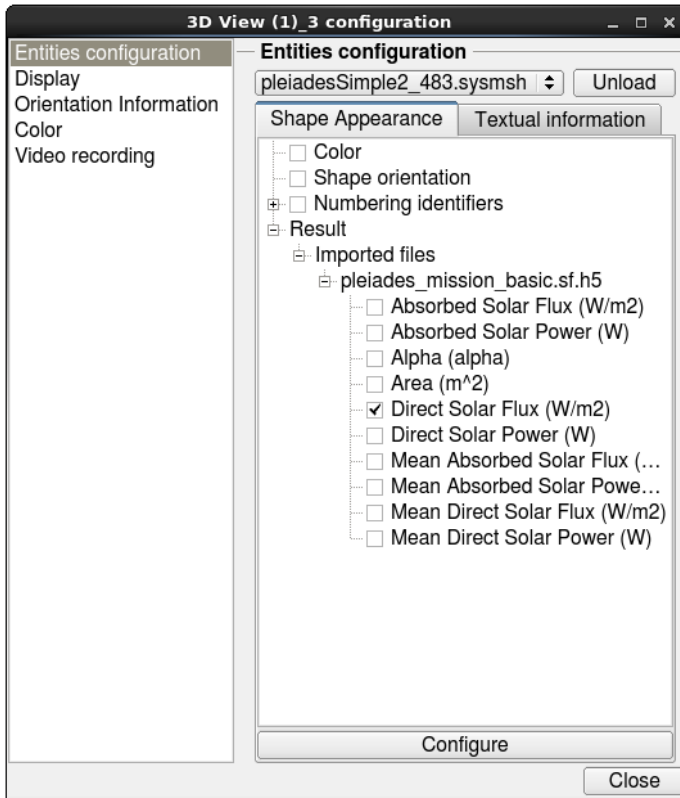 3D View (1)_3 configuration
Entities configuration
Display
Orientation Information
Color
Video recording
Entities configuration
pleiadesSimple2_483.sysmsh
Unload
Shape Appearance
Textual information
Color
Shape orientation
Numbering identifiers
Result
Imported files
pleiades_mission_basic.sf.h5
Absorbed Solar Flux (W/m2)
Absorbed Solar Power (W)
Alpha (alpha)
Area (m^2)
Direct Solar Flux (W/m2)
Direct Solar Power (W)
Mean Absorbed Solar Flux (...
Mean Absorbed Solar Powe...
Mean Direct Solar Flux (W/m2)
Mean Direct Solar Power (W)
Configure
Close